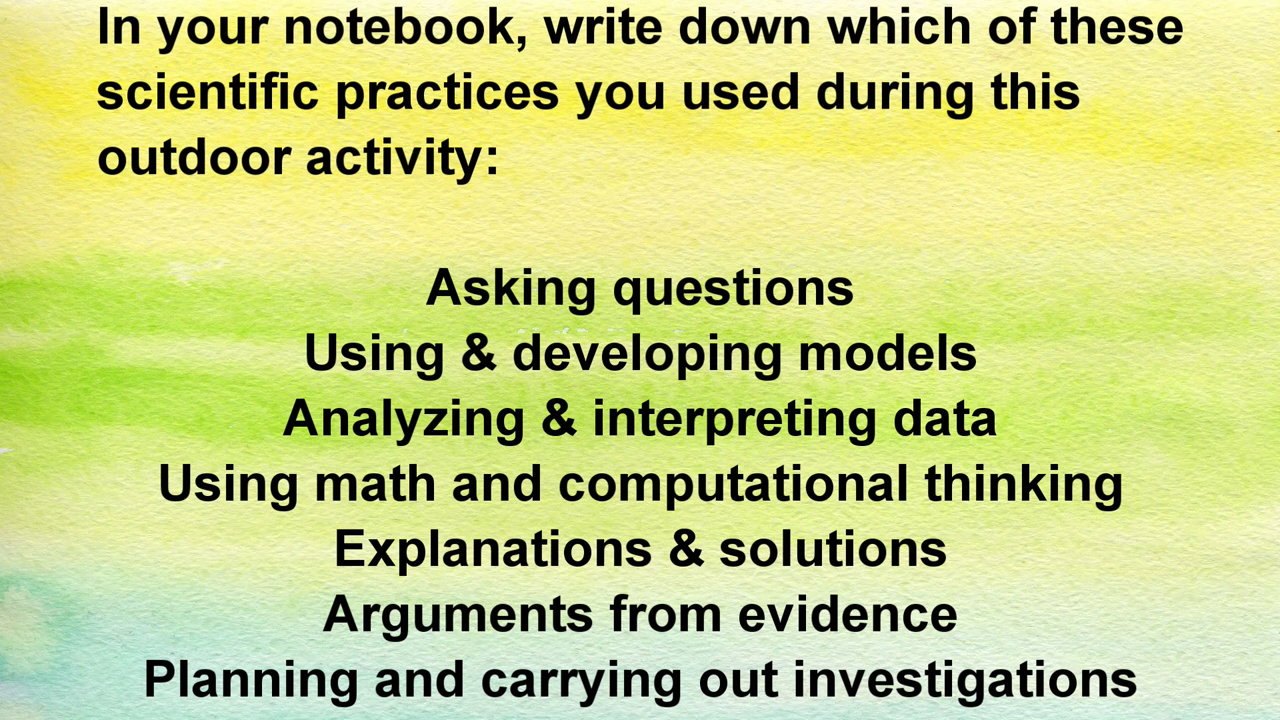 In your notebook, write down which of these
scientific practices you used during this
outdoor activity:
Asking questions
Using & developing models
Analyzing & interpreting data
Using math and computational thinking
Explanations & solutions
Arguments from evidence
Planning and carrying out investigations